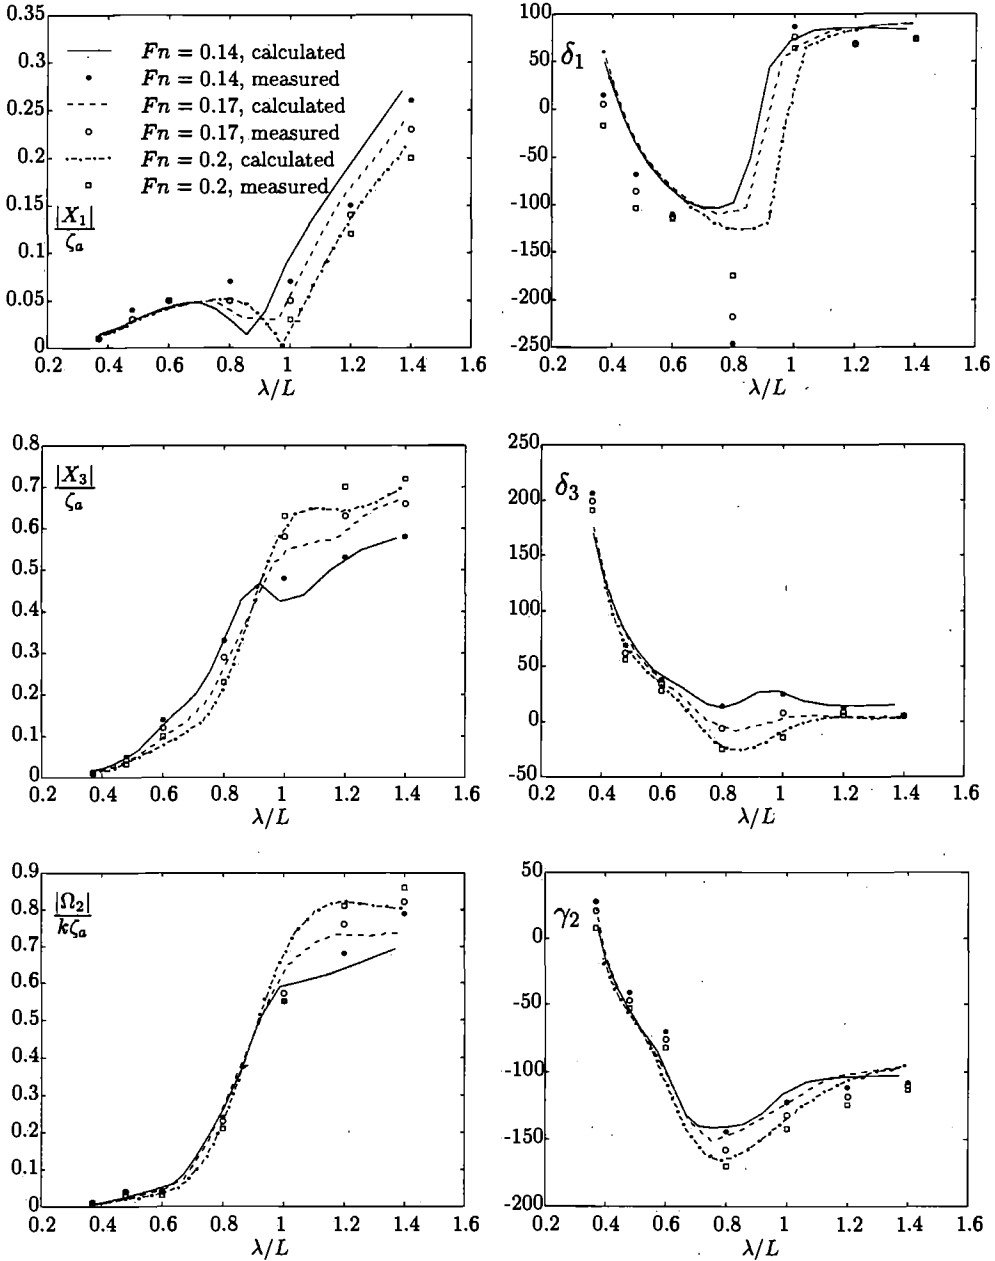 0.35
0.3
0.25
0.2
0.15
0.1
0.05
0
|X₁|
ζₐ
Fn = 0.14, calculated
Fn = 0.14, measured
Fn = 0.17, calculated
Fn = 0.17, measured
Fn = 0.2, calculated
Fn = 0.2, measured
0.2 0.4 0.6 0.8 1 1.2 1.4 1.6
λ/L
100
50
0
-50
-100
-150
-200
-250
δ₁
0.2 0.4 0.6 0.8 1 1.2 1.4 1.6
λ/L
0.8
0.7
0.6
0.5
0.4
0.3
0.2
0.1
0
|X₃|
ζₐ
0.2 0.4 0.6 0.8 1 1.2 1.4 1.6
λ/L
250
200
150
100
50
0
-50
δ₃
0.2 0.4 0.6 0.8 1 1.2 1.4 1.6
λ/L
0.9
0.8
0.7
0.6
0.5
0.4
0.3
0.2
0.1
0
|Ω₂|
kζₐ
0.2 0.4 0.6 0.8 1 1.2 1.4 1.6
λ/L
50
0
-50
-100
-150
-200
γ₂
0.2 0.4 0.6 0.8 1 1.2 1.4 1.6
λ/L